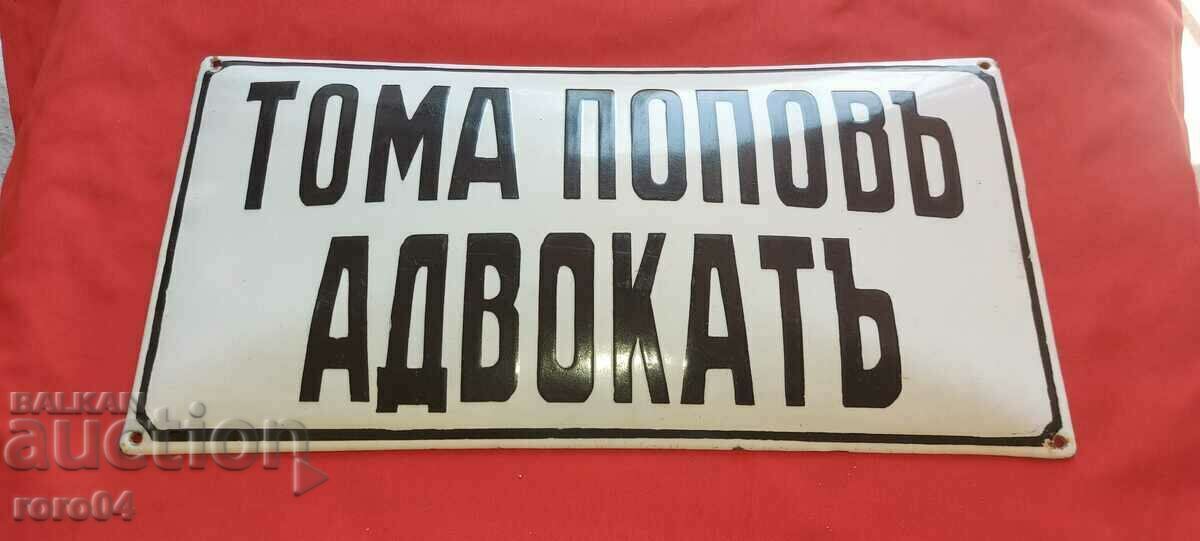 ТОМА ПОПОВЪ
АДВОКАТЪ
BALKAN
auction
roro04